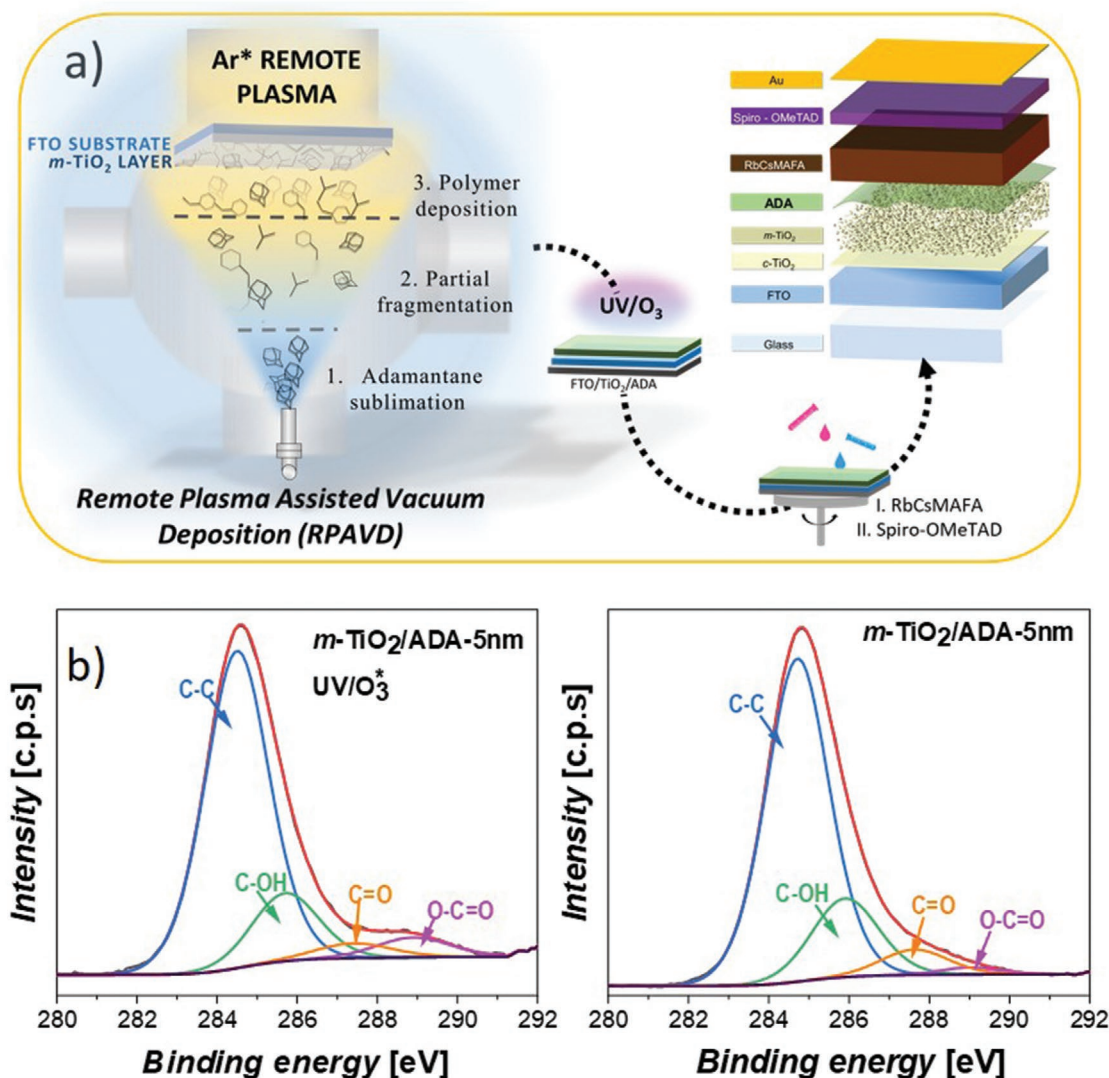 a)
Ar* REMOTE
PLASMA
FTO SUBSTRATE
m-TiO₂ LAYER
3. Polymer
deposition
2. Partial
fragmentation
1. Adamantane
sublimation
Remote Plasma Assisted Vacuum
Deposition (RPAVD)
UV/O₃
FTO/TiO₂/ADA
I. RbCsMAFA
II. Spiro-OMeTAD
Au
Spiro - OMeTAD
RbCsMAFA
ADA
m-TiO₂
c-TiO₂
FTO
Glass
b)
m-TiO₂/ADA-5nm
UV/O₃*
C-C
C-OH
C=O
O-C=O
Intensity [c.p.s]
280 282 284 286 288 290 292
Binding energy [eV]
m-TiO₂/ADA-5nm
C-C
C-OH
C=O
O-C=O
Intensity [c.p.s]
280 282 284 286 288 290 292
Binding energy [eV]